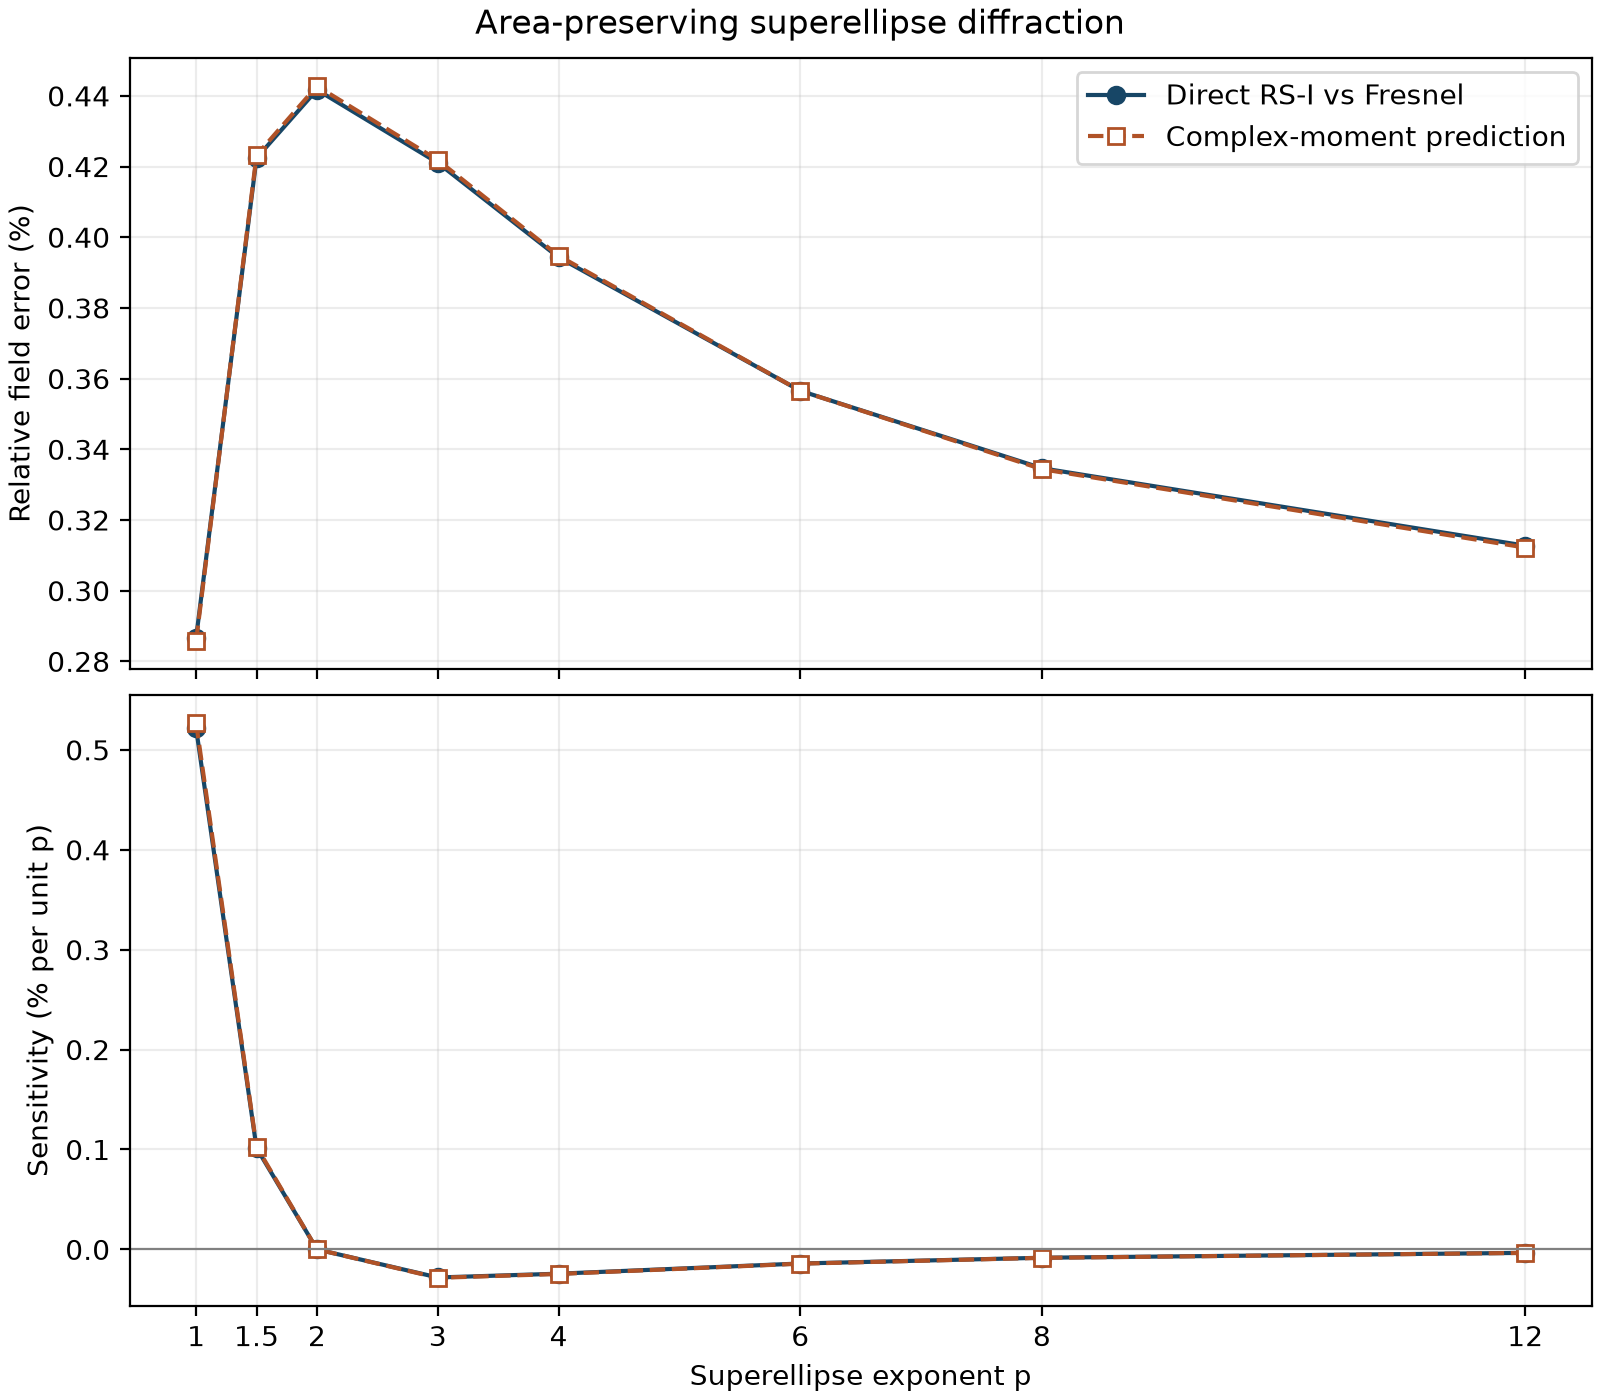 Area-preserving superellipse diffraction
Direct RS-I vs Fresnel
Complex-moment prediction
Relative field error (%)
0.44
0.42
0.40
0.38
0.36
0.34
0.32
0.30
0.28
Sensitivity (% per unit p)
0.5
0.4
0.3
0.2
0.1
0.0
1 1.5 2 3 4 6 8 12
Superellipse exponent p